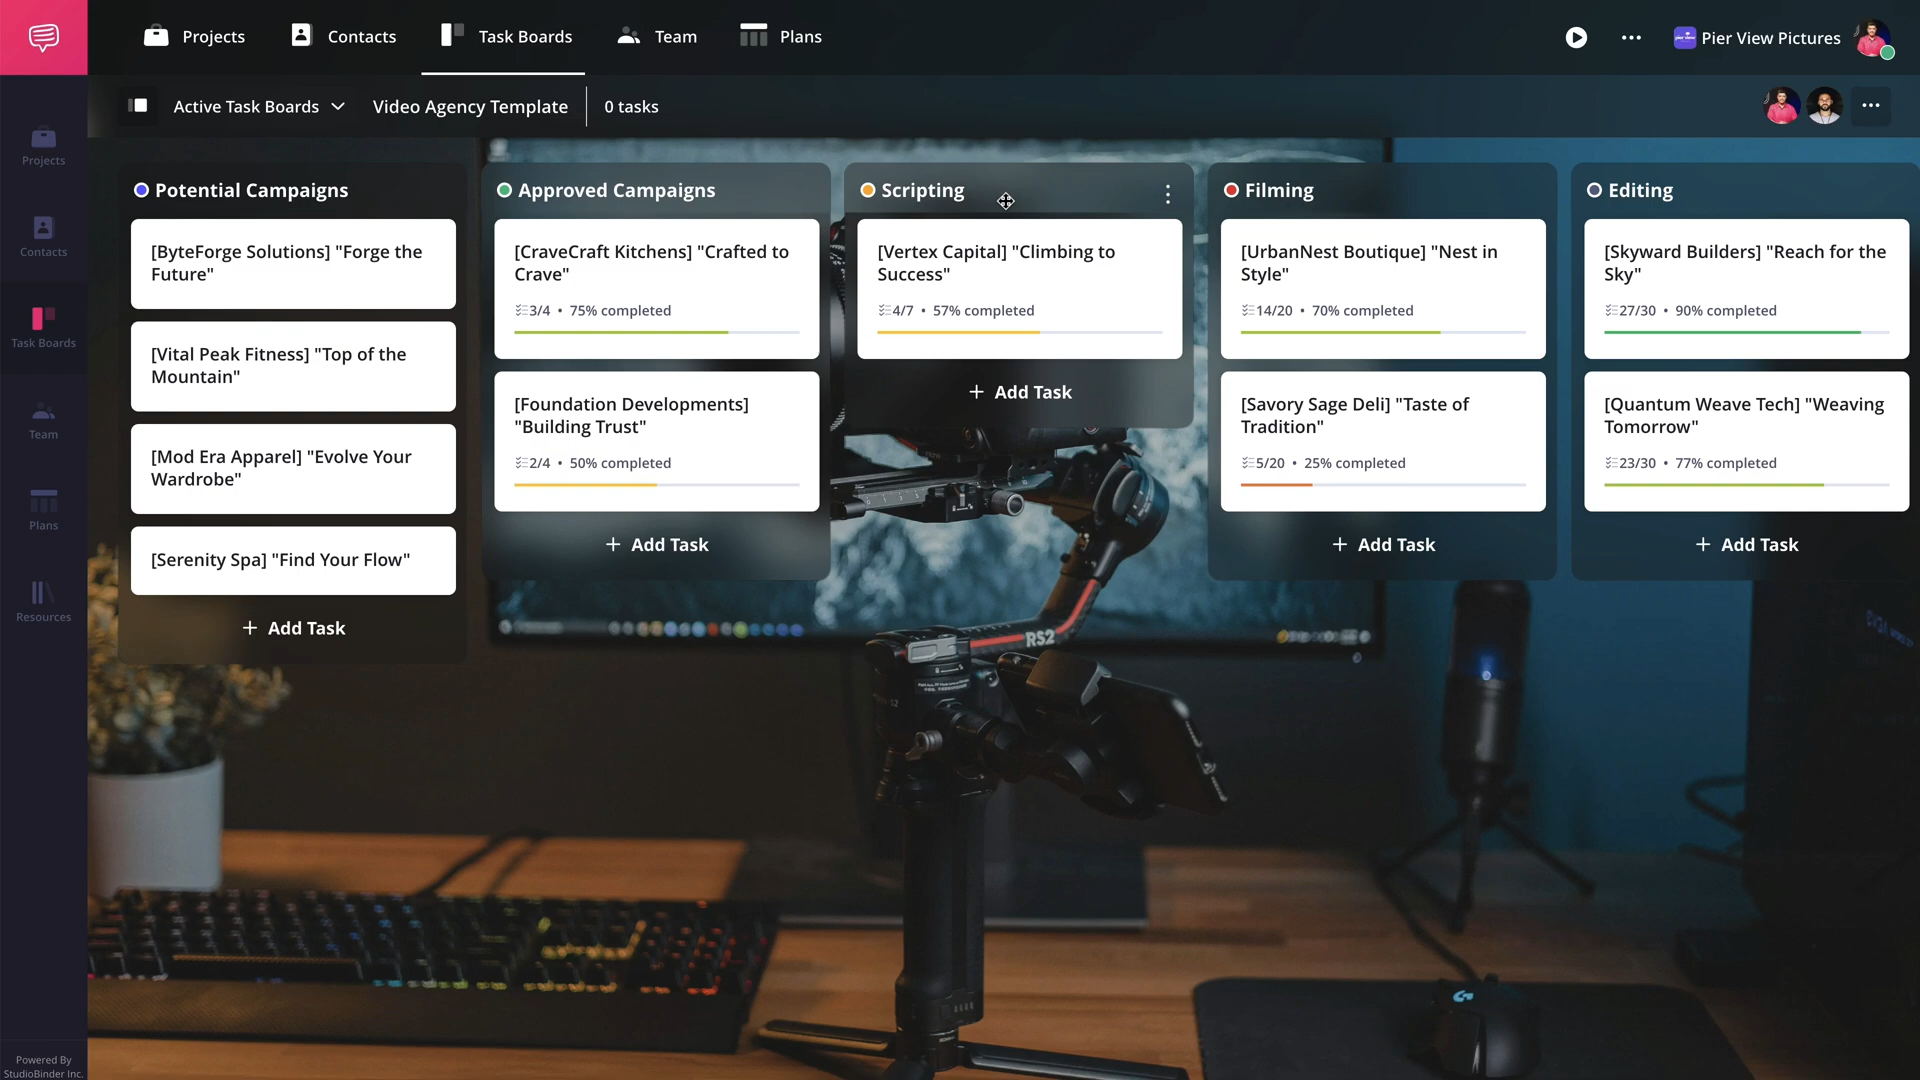 Projects
Contacts
Task Boards
Team
Plans
Pier View Pictures
Active Task Boards
Video Agency Template
0 tasks
Projects
Contacts
Task Boards
Team
Plans
Resources
Powered By
StudioBinder Inc.
Potential Campaigns
[ByteForge Solutions] "Forge the
Future"
[Vital Peak Fitness] "Top of the
Mountain"
[Mod Era Apparel] "Evolve Your
Wardrobe"
[Serenity Spa] "Find Your Flow"
+ Add Task
Approved Campaigns
[CraveCraft Kitchens] "Crafted to
Crave"
3/4 • 75% completed
[Foundation Developments]
"Building Trust"
2/4 • 50% completed
+ Add Task
Scripting
[Vertex Capital] "Climbing to
Success"
4/7 • 57% completed
+ Add Task
Filming
[UrbanNest Boutique] "Nest in
Style"
14/20 • 70% completed
[Savory Sage Deli] "Taste of
Tradition"
5/20 • 25% completed
+ Add Task
Editing
[Skyward Builders] "Reach for the
Sky"
27/30 • 90% completed
[Quantum Weave Tech] "Weaving
Tomorrow"
23/30 • 77% completed
+ Add Task
RS2